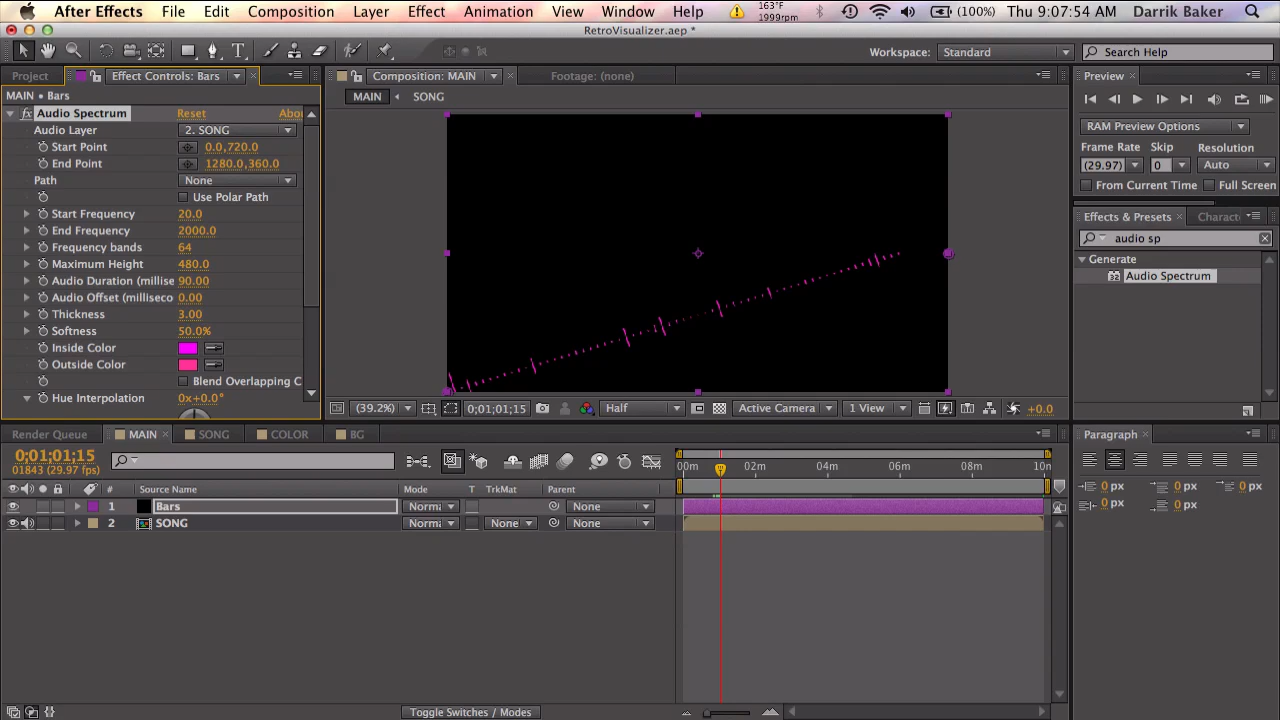 After Effects File Edit Composition Layer Effect Animation View Window Help 163°F 1999rpm (100%) Thu 9:07:54 AM Darrik Baker
RetroVisualizer.aep *
T Workspace: Standard Search Help
Project Effect Controls: Bars Composition: MAIN Footage: (none) Preview
MAIN • Bars MAIN SONG
fx Audio Spectrum Reset Abou
Audio Layer 2. SONG
Start Point 0.0,720.0
End Point 1280.0,360.0
Path None
Use Polar Path
Start Frequency 20.0
End Frequency 2000.0
Frequency bands 64
Maximum Height 480.0
Audio Duration (millise 90.00
Audio Offset (milliseco 0.00
Thickness 3.00
Softness 50.0%
Inside Color
Outside Color
Blend Overlapping C
Hue Interpolation 0x+0.0°
(39.2%) 0;01;01;15 Half Active Camera 1 View +0.0
RAM Preview Options
Frame Rate Skip Resolution
(29.97) 0 Auto
From Current Time Full Screen
Effects & Presets Charact
audio sp
Generate
32 Audio Spectrum
Render Queue MAIN SONG COLOR BG
0;01;01;15
01843 (29.97 fps)
00m 02m 04m 06m 08m 10n
# Source Name Mode T TrkMat Parent
1 Bars Norma None
2 SONG Norma None None
Toggle Switches / Modes
Paragraph
0 px 0 px 0 px
0 px 0 px